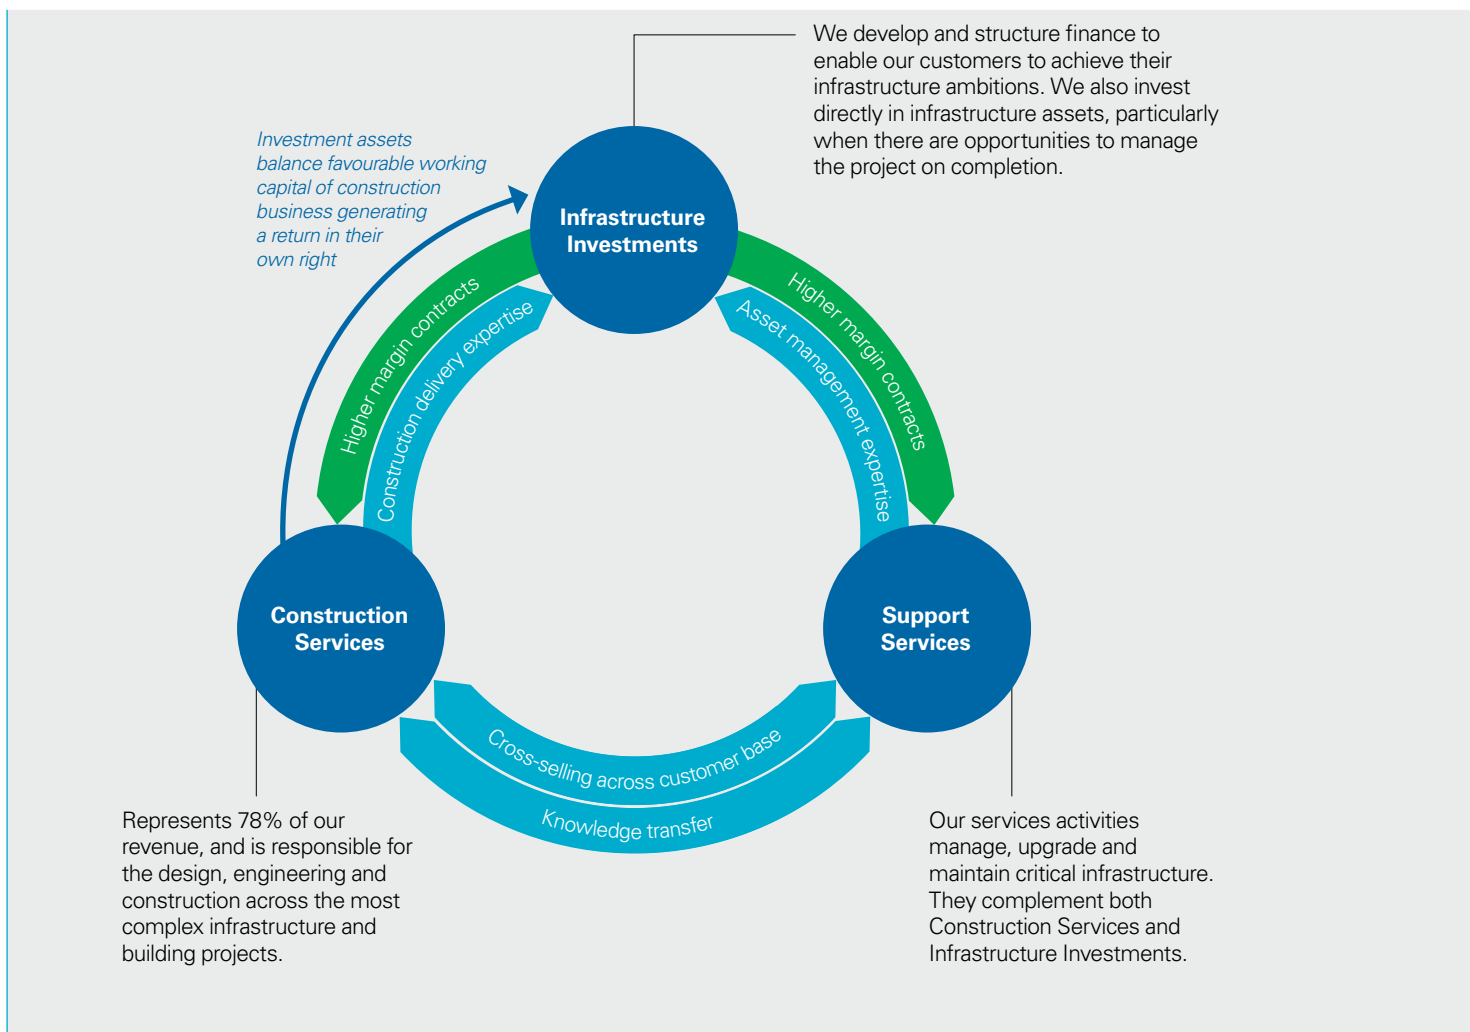 We develop and structure finance to
enable our customers to achieve their
infrastructure ambitions. We also invest
directly in infrastructure assets, particularly
when there are opportunities to manage
the project on completion.
Investment assets
balance favourable working
capital of construction
business generating
a return in their
own right
Infrastructure
Investments
Higher margin contracts
Construction delivery expertise
Asset management expertise
Higher margin contracts
Construction
Services
Support
Services
Cross-selling across customer base
Knowledge transfer
Represents 78% of our
revenue, and is responsible for
the design, engineering and
construction across the most
complex infrastructure and
building projects.
Our services activities
manage, upgrade and
maintain critical infrastructure.
They complement both
Construction Services and
Infrastructure Investments.